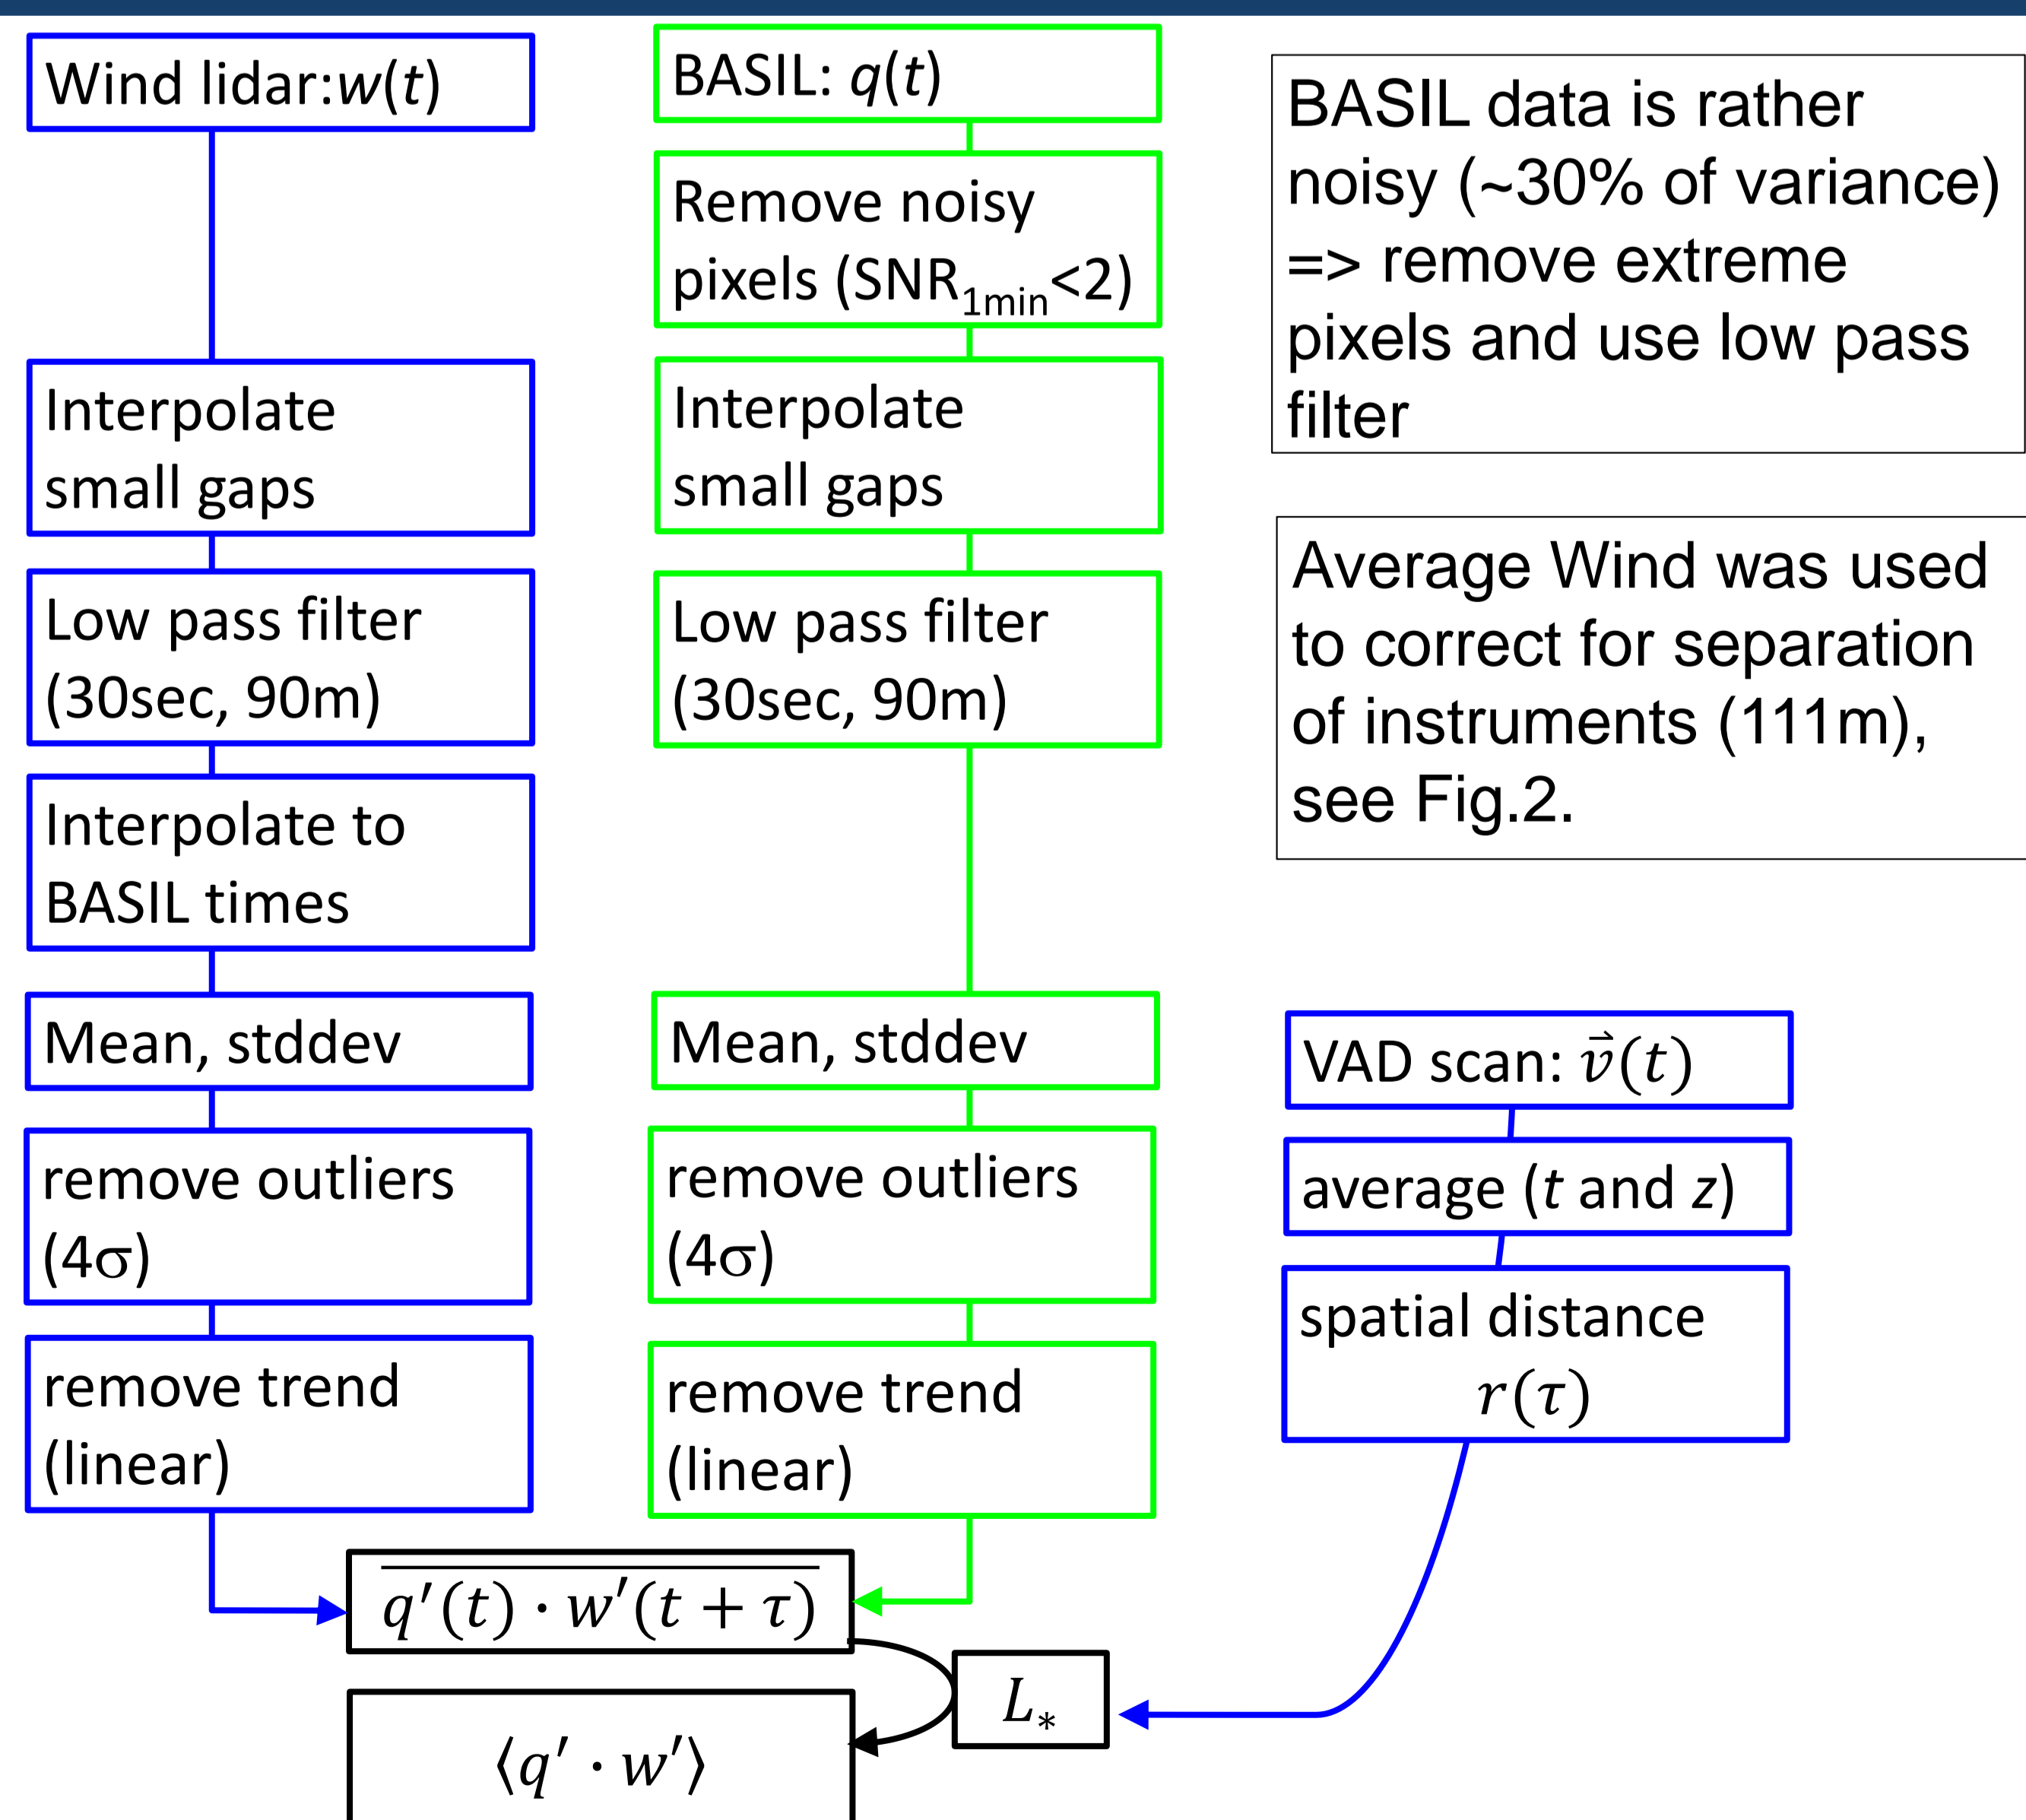 Wind lidar:w(t)
Interpolate
small gaps
Low pass filter
(30sec, 90m)
Interpolate to
BASIL times
Mean, stddev
remove outliers
(4σ)
remove trend
(linear)
BASIL: q(t)
Remove noisy
pixels (SNR₁ₘᵢₙ<2)
Interpolate
small gaps
Low pass filter
(30sec, 90m)
Mean, stddev
remove outliers
(4σ)
remove trend
(linear)
BASIL data is rather
noisy (~30% of variance)
=> remove extreme
pixels and use low pass
filter
Average Wind was used
to correct for separation
of instruments (111m),
see Fig.2.
VAD scan: v⃗(t)
average (t and z)
spatial distance
r(τ)
q′(t) · w′(t + τ)
L*
⟨q′ · w′⟩